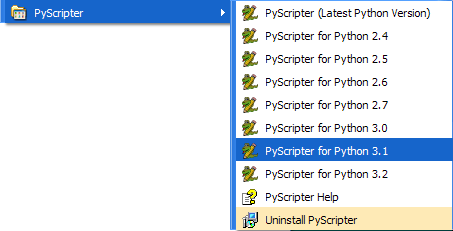 PyScripter
PyScripter (Latest Python Version)
PyScripter for Python 2.4
PyScripter for Python 2.5
PyScripter for Python 2.6
PyScripter for Python 2.7
PyScripter for Python 3.0
PyScripter for Python 3.1
PyScripter for Python 3.2
PyScripter Help
Uninstall PyScripter